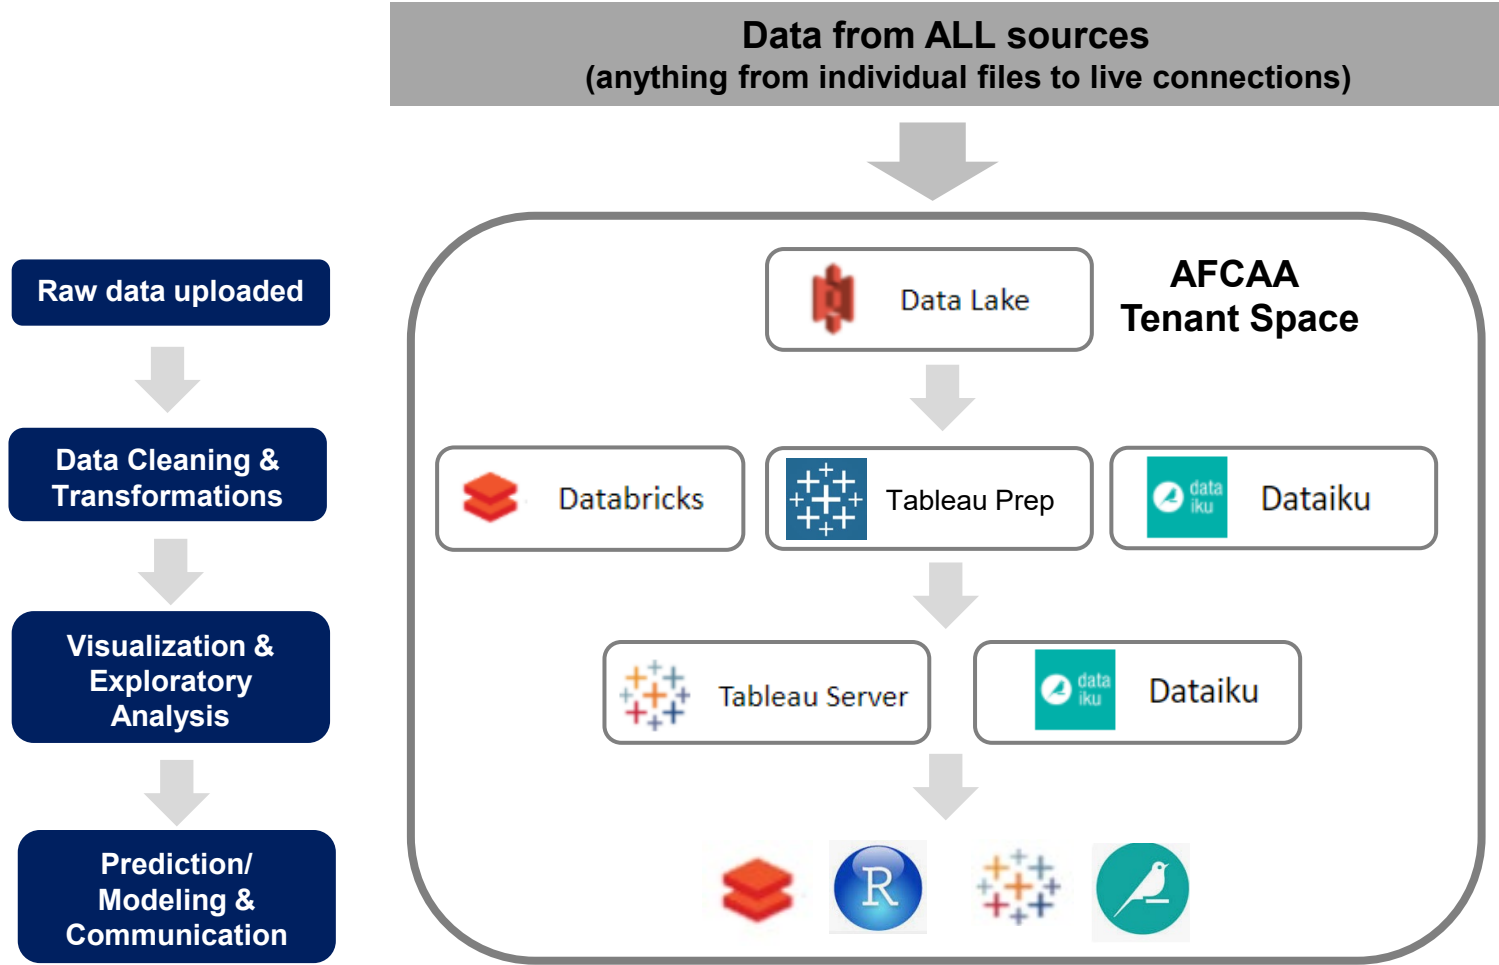 Data from ALL sources
(anything from individual files to live connections)
Raw data uploaded
Data Lake
AFCAA
Tenant Space
Data Cleaning &
Transformations
Databricks
Tableau Prep
data
iku
Dataiku
Visualization &
Exploratory
Analysis
Tableau Server
data
iku
Dataiku
Prediction/
Modeling &
Communication
R